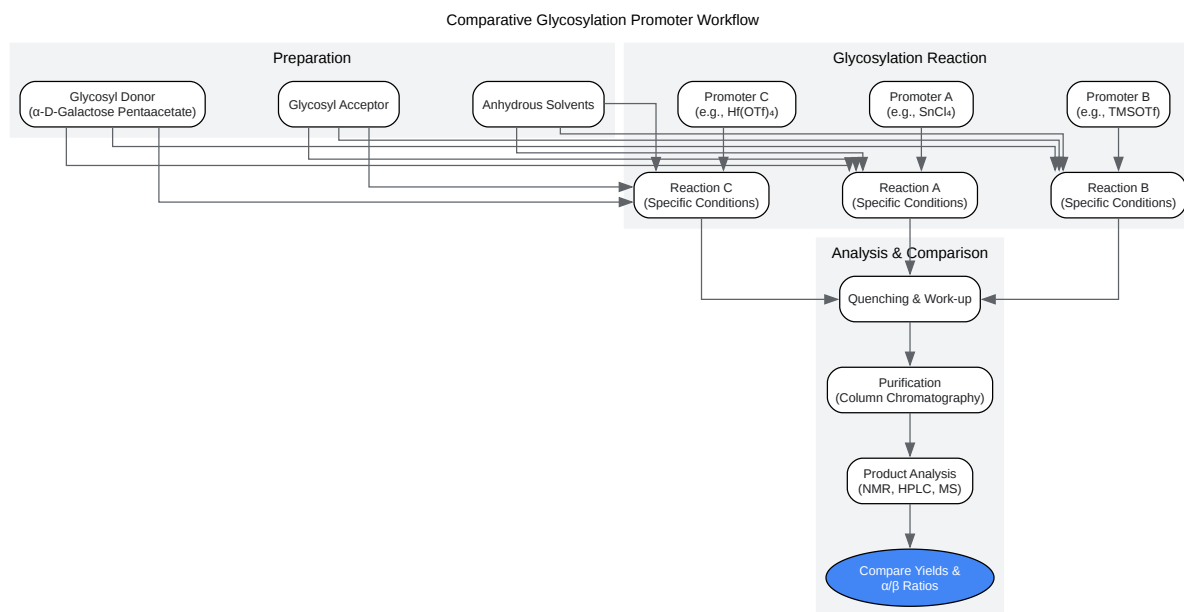 Comparative Glycosylation Promoter Workflow
Preparation
Glycosylation Reaction
Glycosyl Donor
(α-D-Galactose Pentaacetate)
Glycosyl Acceptor
Anhydrous Solvents
Promoter C
(e.g., Hf(OTf)₄)
Promoter A
(e.g., SnCl₄)
Promoter B
(e.g., TMSOTf)
Reaction C
(Specific Conditions)
Reaction A
(Specific Conditions)
Reaction B
(Specific Conditions)
Analysis & Comparison
Quenching & Work-up
Purification
(Column Chromatography)
Product Analysis
(NMR, HPLC, MS)
Compare Yields &
α/β Ratios